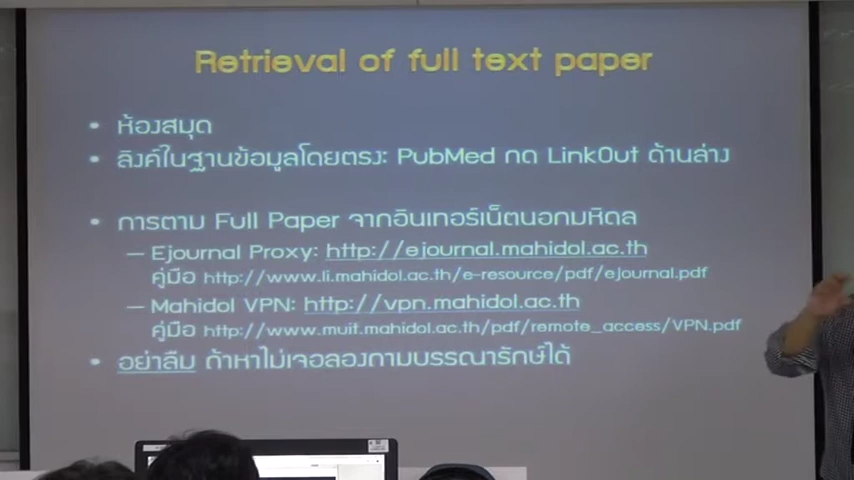 Retrieval of full text paper
• ห้องสมุด
• ลิงค์ในฐานข้อมูลโดยตรง: PubMed กด LinkOut ด้านล่าง
• การตาม Full Paper จากอินเทอร์เน็ตนอกมหิดล
– Ejournal Proxy: http://ejournal.mahidol.ac.th
คู่มือ http://www.li.mahidol.ac.th/e-resource/pdf/ejournal.pdf
– Mahidol VPN: http://vpn.mahidol.ac.th
คู่มือ http://www.muit.mahidol.ac.th/pdf/remote_access/VPN.pdf
• อย่าลืม ถ้าหาไม่เจอลองถามบรรณารักษ์ได้